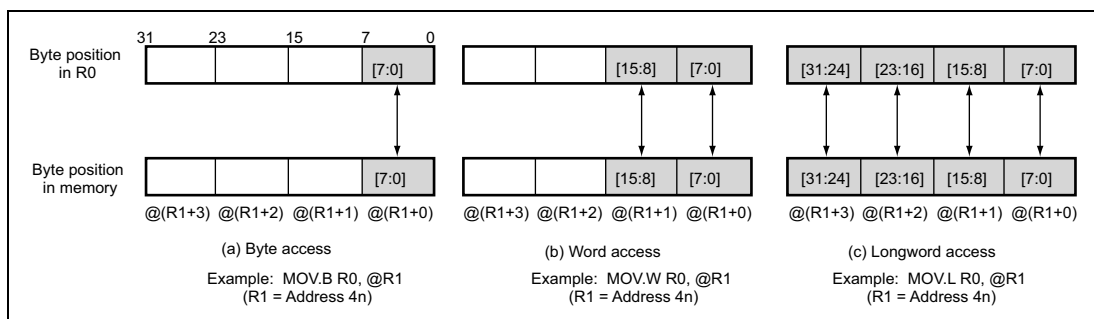 31 23 15 7 0
Byte position
in R0
[7:0]
[15:8] [7:0]
[31:24] [23:16] [15:8] [7:0]
Byte position
in memory
[7:0]
[15:8] [7:0]
[31:24] [23:16] [15:8] [7:0]
@(R1+3) @(R1+2) @(R1+1) @(R1+0)
@(R1+3) @(R1+2) @(R1+1) @(R1+0)
@(R1+3) @(R1+2) @(R1+1) @(R1+0)
(a) Byte access
(b) Word access
(c) Longword access
Example: MOV.B R0, @R1
(R1 = Address 4n)
Example: MOV.W R0, @R1
(R1 = Address 4n)
Example: MOV.L R0, @R1
(R1 = Address 4n)